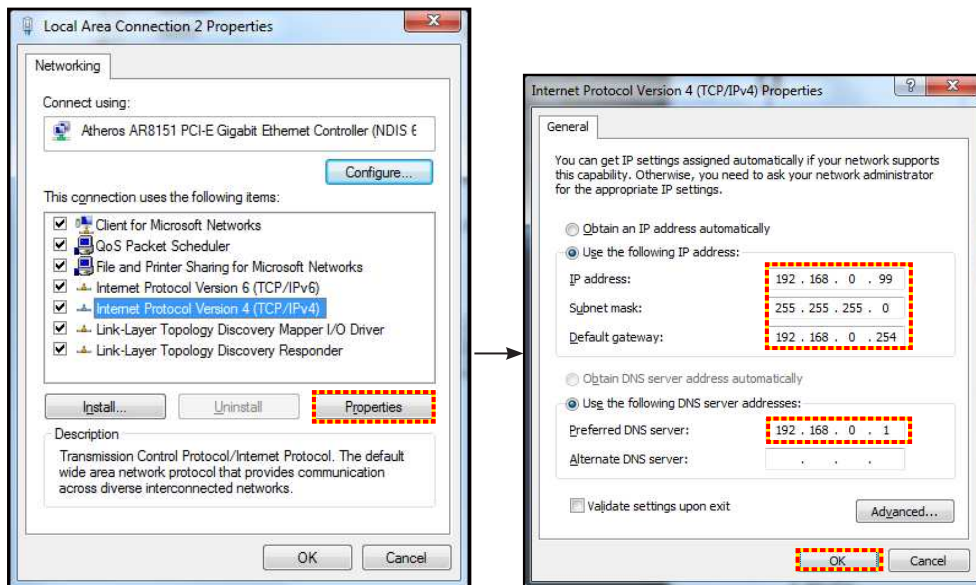 Local Area Connection 2 Properties
Networking
Connect using:
Atheros AR8151 PCI-E Gigabit Ethernet Controller (NDIS 6
Configure...
This connection uses the following items:
Client for Microsoft Networks
QoS Packet Scheduler
File and Printer Sharing for Microsoft Networks
Internet Protocol Version 6 (TCP/IPv6)
Internet Protocol Version 4 (TCP/IPv4)
Link-Layer Topology Discovery Mapper I/O Driver
Link-Layer Topology Discovery Responder
Install...
Uninstall
Properties
Description
Transmission Control Protocol/Internet Protocol. The default
wide area network protocol that provides communication
across diverse interconnected networks.
OK
Cancel
Internet Protocol Version 4 (TCP/IPv4) Properties
General
You can get IP settings assigned automatically if your network supports
this capability. Otherwise, you need to ask your network administrator
for the appropriate IP settings.
Obtain an IP address automatically
Use the following IP address:
IP address: 192 . 168 . 0 . 99
Subnet mask: 255 . 255 . 255 . 0
Default gateway: 192 . 168 . 0 . 254
Obtain DNS server address automatically
Use the following DNS server addresses:
Preferred DNS server: 192 . 168 . 0 . 1
Alternate DNS server: . . .
Validate settings upon exit
Advanced...
OK
Cancel